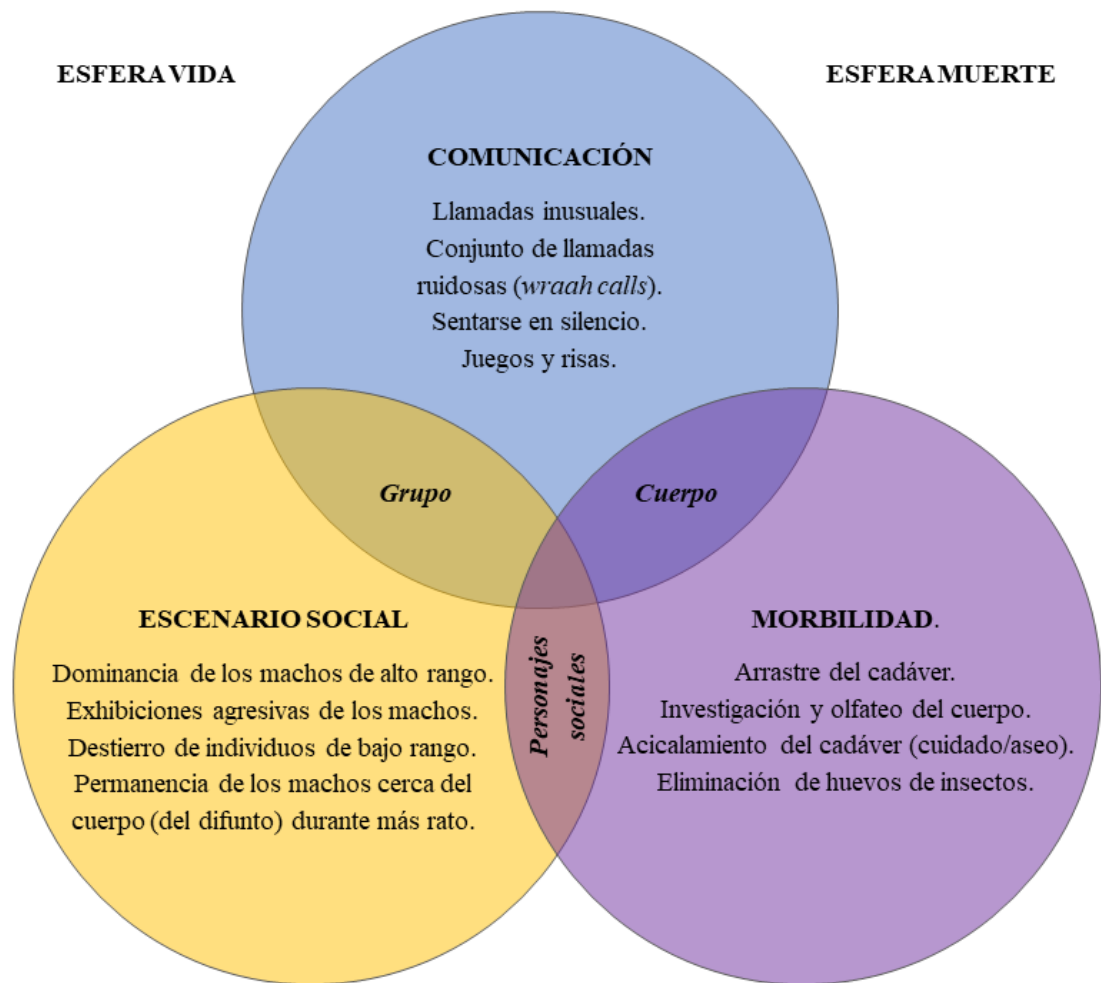 ESFERA VIDA
ESFERA MUERTE
COMUNICACIÓN
Llamadas inusuales.
Conjunto de llamadas
ruidosas (wraah calls).
Sentarse en silencio.
Juegos y risas.
Grupo
Cuerpo
ESCENARIO SOCIAL
Dominancia de los machos de alto rango.
Exhibiciones agresivas de los machos.
Destierro de individuos de bajo rango.
Permanencia de los machos cerca del
cuerpo (del difunto) durante más rato.
Personajes
sociales
MORBILIDAD.
Arrastre del cadáver.
Investigación y olfateo del cuerpo.
Acicalamiento del cadáver (cuidado/aseo).
Eliminación de huevos de insectos.